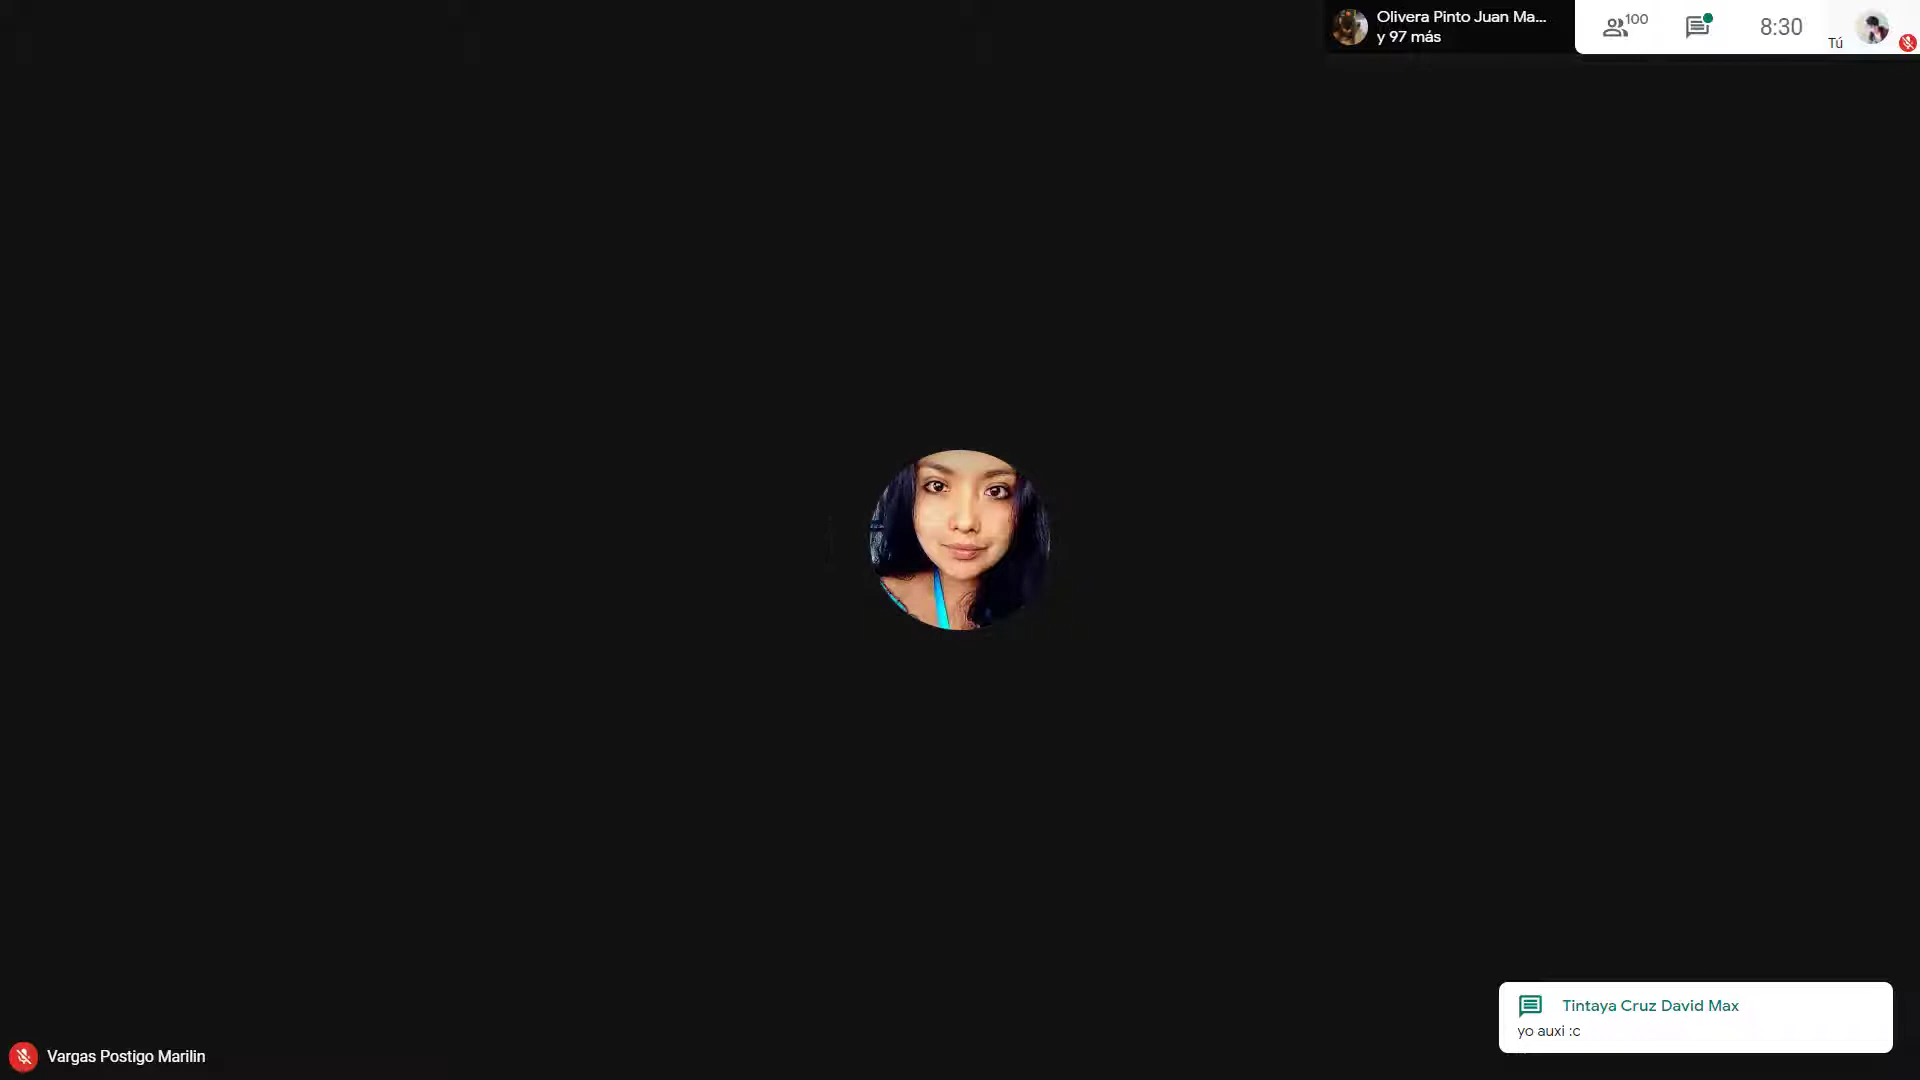 Olivera Pinto Juan Ma...
y 97 más
100
8:30
Tú
Tintaya Cruz David Max
yo auxi :c
Vargas Postigo Marilin